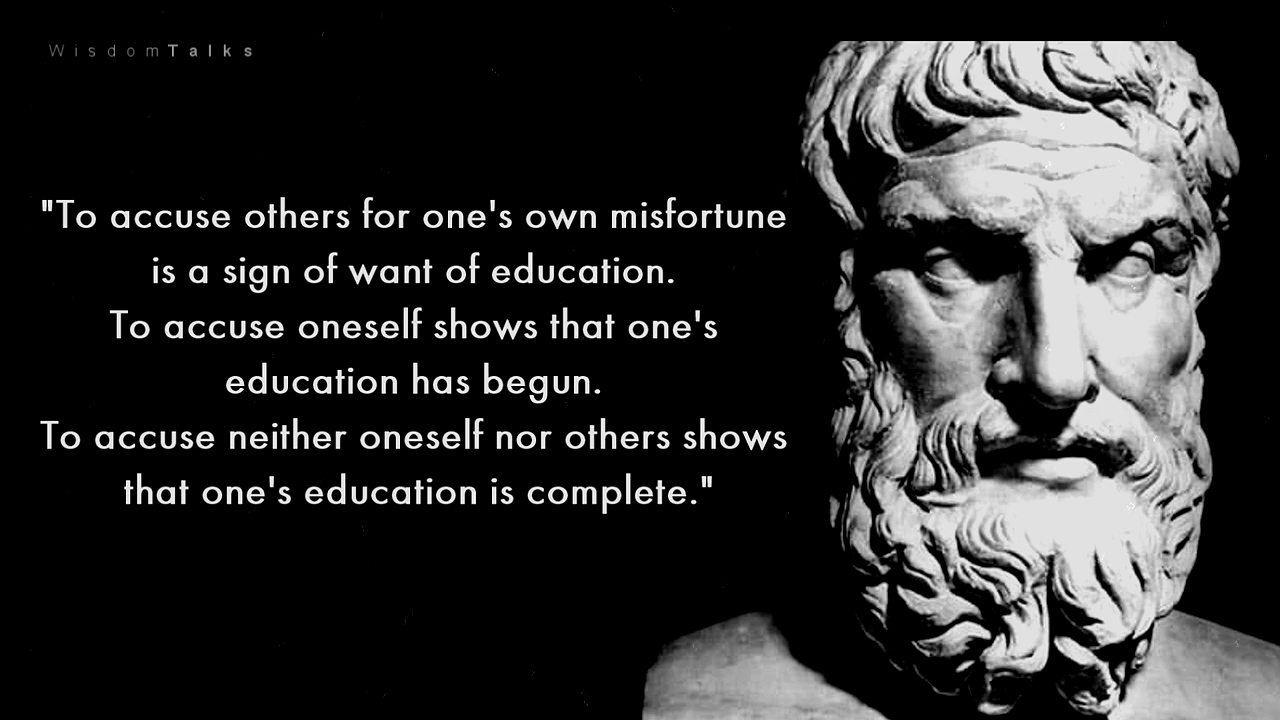 WisdomTalks
"To accuse others for one's own misfortune
is a sign of want of education.
To accuse oneself shows that one's
education has begun.
To accuse neither oneself nor others shows
that one's education is complete."